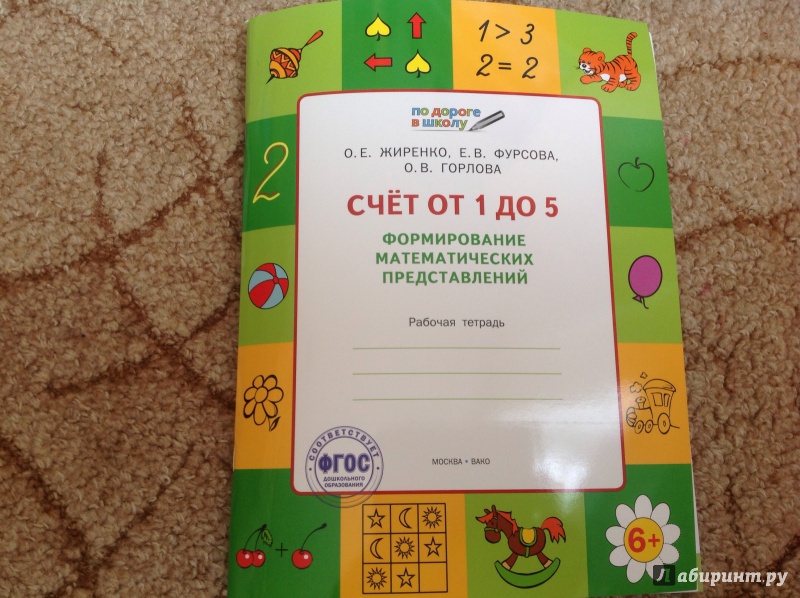 1 > 3
2 = 2
по дороге
в школу
О. Е. ЖИРЕНКО, Е. В. ФУРСОВА,
О. В. ГОРЛОВА
2
СЧЁТ ОТ 1 ДО 5
ФОРМИРОВАНИЕ
МАТЕМАТИЧЕСКИХ
ПРЕДСТАВЛЕНИЙ
Рабочая тетрадь
СООТВЕТСТВУЕТ
ФГОС
ДОШКОЛЬНОГО
ОБРАЗОВАНИЯ
МОСКВА • ВАКО
+
6+
Лабиринт.ру